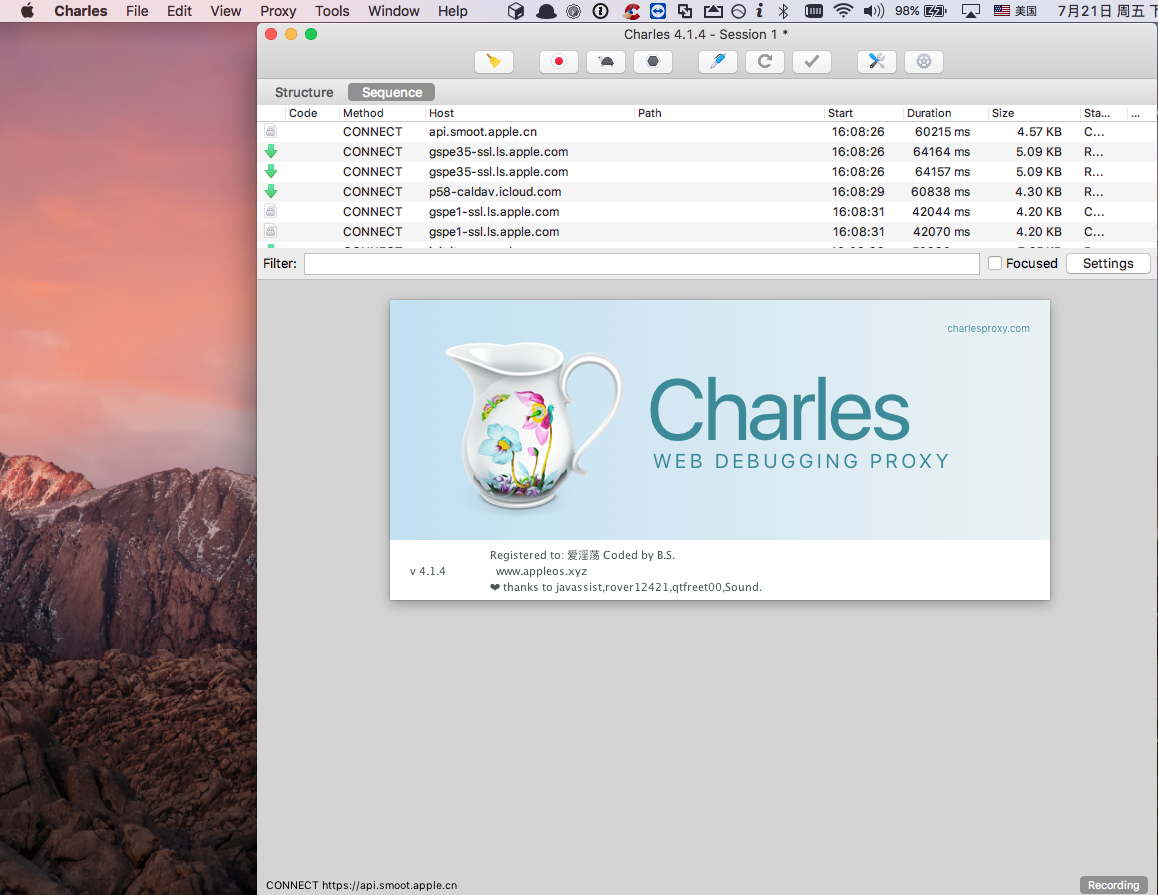 Charles File Edit View Proxy Tools Window Help 98% 美国 7月21日 周五 下
Charles 4.1.4 - Session 1 *
Structure Sequence
Code Method Host Path Start Duration Size Sta... ...
CONNECT api.smoot.apple.cn 16:08:26 60215 ms 4.57 KB C...
CONNECT gspe35-ssl.ls.apple.com 16:08:26 64164 ms 5.09 KB R...
CONNECT gspe35-ssl.ls.apple.com 16:08:26 64157 ms 5.09 KB R...
CONNECT p58-caldav.icloud.com 16:08:29 60838 ms 4.30 KB R...
CONNECT gspe1-ssl.ls.apple.com 16:08:31 42044 ms 4.20 KB C...
CONNECT gspe1-ssl.ls.apple.com 16:08:31 42070 ms 4.20 KB C...
Filter: Focused Settings
charlesproxy.com
Charles
WEB DEBUGGING PROXY
Registered to: 爱淫荡 Coded by B.S.
v 4.1.4 www.appleos.xyz
❤ thanks to javassist,rover12421,qtfreet00,Sound.
CONNECT https://api.smoot.apple.cn Recording